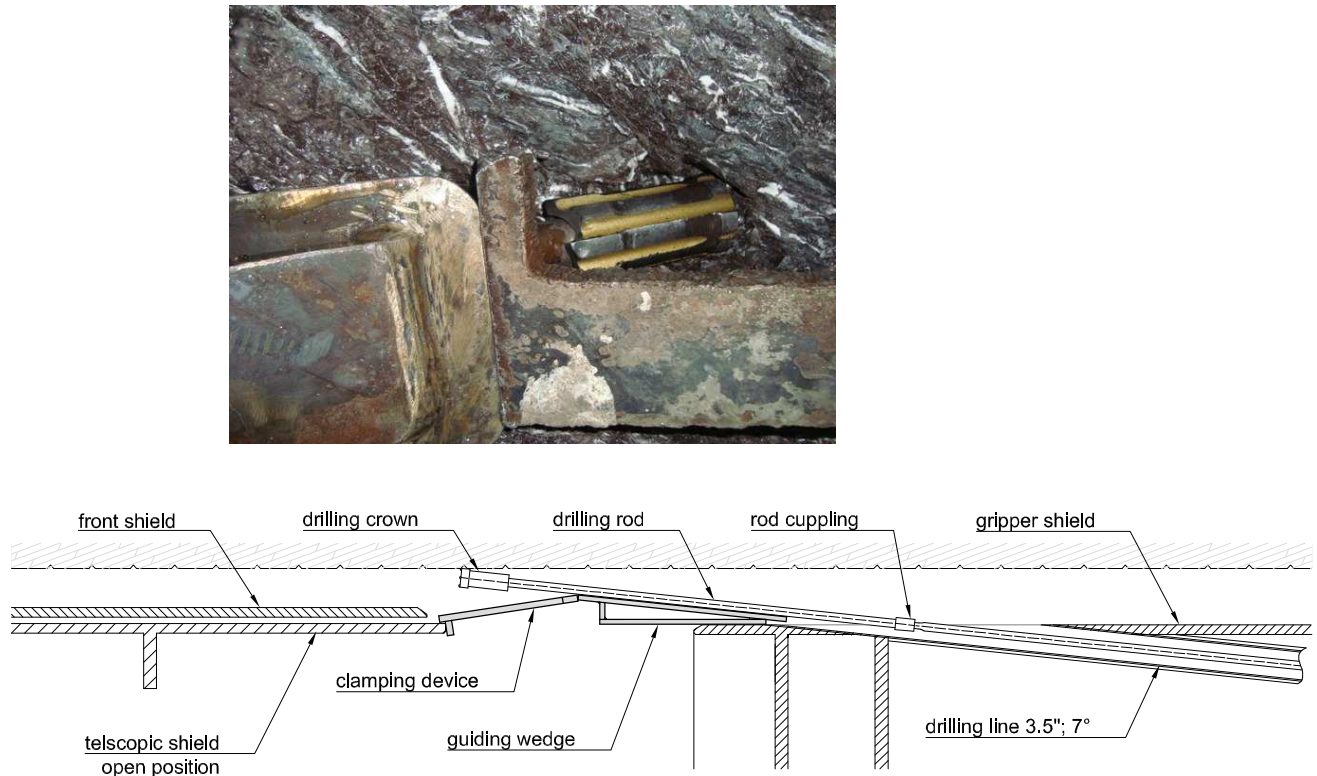 front shield
drilling crown
drilling rod
rod cuppling
gripper shield
clamping device
drilling line 3.5"; 7°
guiding wedge
telscopic shield
open position